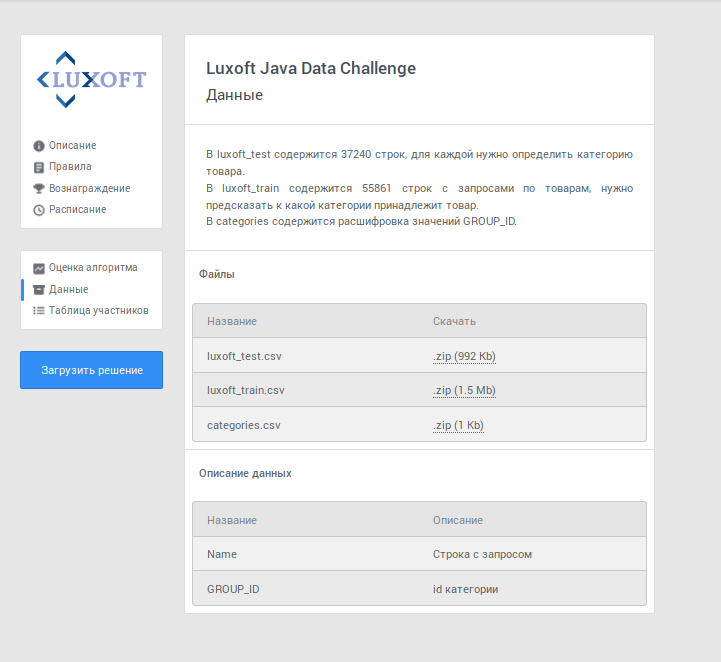 LUXOFT
Описание
Правила
Вознаграждение
Расписание
Оценка алгоритма
Данные
Таблица участников
Загрузить решение
Luxoft Java Data Challenge
Данные
В luxoft_test содержится 37240 строк, для каждой нужно определить категорию
товара.
В luxoft_train содержится 55861 строк с запросами по товарам, нужно
предсказать к какой категории принадлежит товар.
В categories содержится расшифровка значений GROUP_ID.
Файлы
Название Скачать
luxoft_test.csv .zip (992 Kb)
luxoft_train.csv .zip (1.5 Mb)
categories.csv .zip (1 Kb)
Описание данных
Название Описание
Name Строка с запросом
GROUP_ID id категории